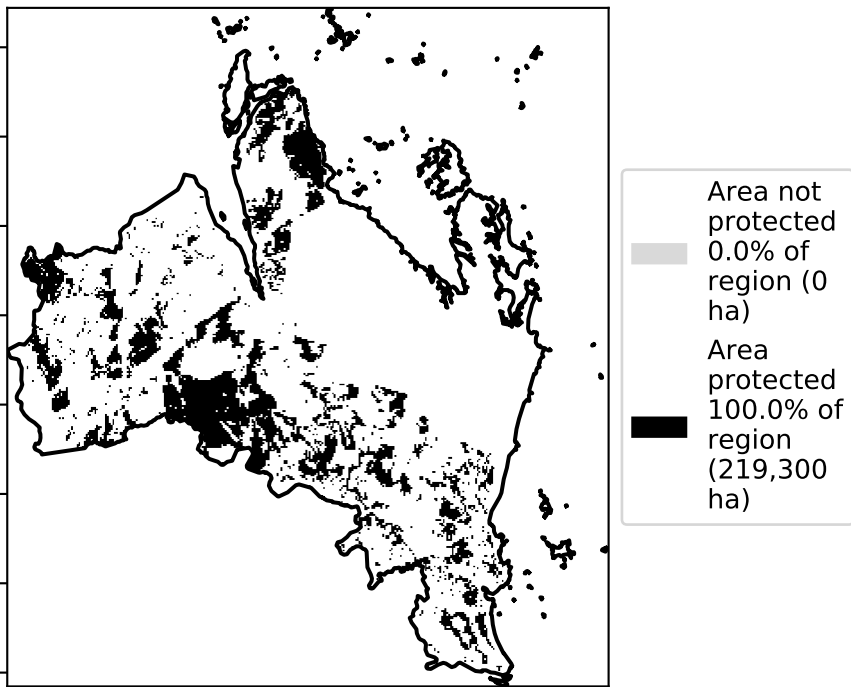 Area not
protected
0.0% of
region (0
ha)
Area
protected
100.0% of
region
(219,300
ha)